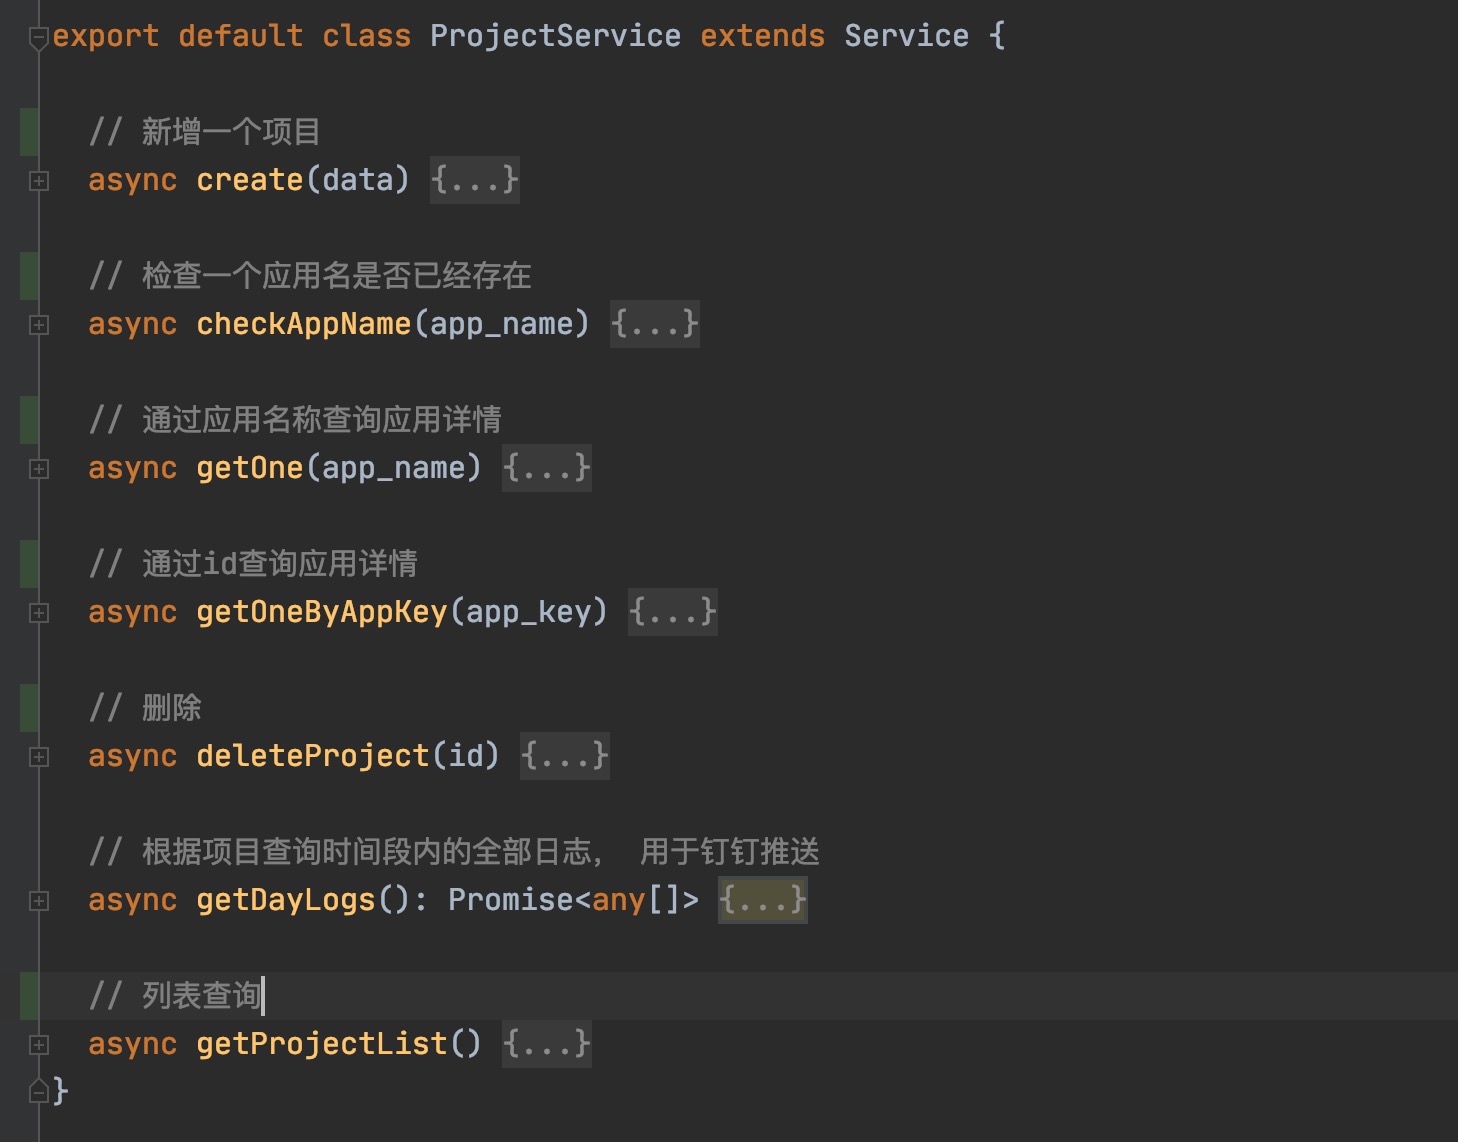 export default class ProjectService extends Service {
// 新增一个项目
async create(data) {...}
// 检查一个应用名是否已经存在
async checkAppName(app_name) {...}
// 通过应用名称查询应用详情
async getOne(app_name) {...}
// 通过id查询应用详情
async getOneByAppKey(app_key) {...}
// 删除
async deleteProject(id) {...}
// 根据项目查询时间段内的全部日志， 用于钉钉推送
async getDayLogs(): Promise<any[]> {...}
// 列表查询
async getProjectList() {...}
}